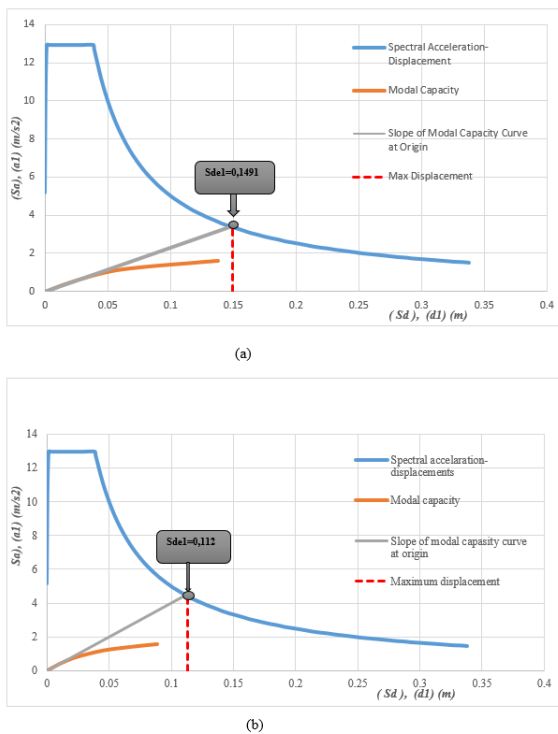 14
12
10
8
6
4
2
0
(Sa), (a1) (m/s2)
Spectral Acceleration-
Displacement
Modal Capacity
Slope of Modal Capacity Curve
at Origin
Max Displacement
Sde1=0,1491
0
0.05
0.1
0.15
0.2
0.25
0.3
0.35
0.4
( Sd ), (d1) (m)
(a)
14
12
10
8
6
4
2
0
Sa), (a1) (m/s2)
Spectral accelaration-
displacements
Modal capacity
Slope of modal capasity curve
at origin
Maximum displacement
Sde1=0,112
0
0.05
0.1
0.15
0.2
0.25
0.3
0.35
0.4
( Sd ), (d1) (m)
(b)